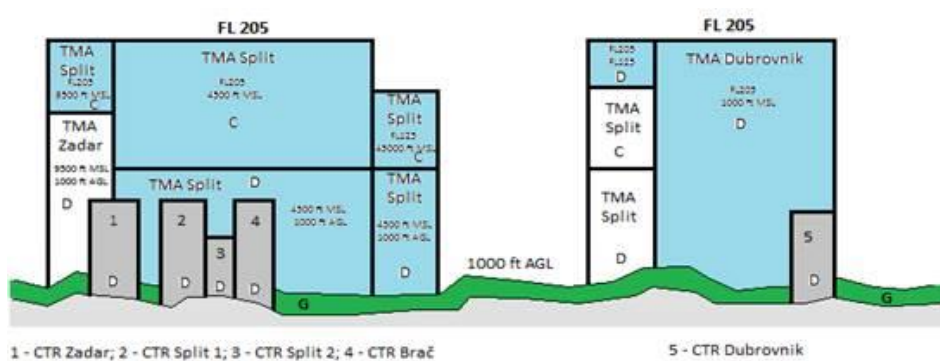 FL 205
FL 205
TMA
Split
FL205
9500 ft MSL
C
TMA Split
FL205
4500 ft MSL
C
TMA
Split
FL125
45000 ft MSL
C
TMA
Zadar
9500 ft MSL
1000 ft AGL
D
TMA Split
D
4500 ft MSL
1000 ft AGL
TMA
Split
4500 ft MSL
1000 ft AGL
D
1
D
2
D
3
D
4
D
G
1000 ft AGL
FL205
FL125
D
TMA
Split
C
TMA
Split
D
TMA Dubrovnik
FL205
1000 ft MSL
D
5
D
G
1 - CTR Zadar; 2 - CTR Split 1; 3 - CTR Split 2; 4 - CTR Brač
5 - CTR Dubrovnik